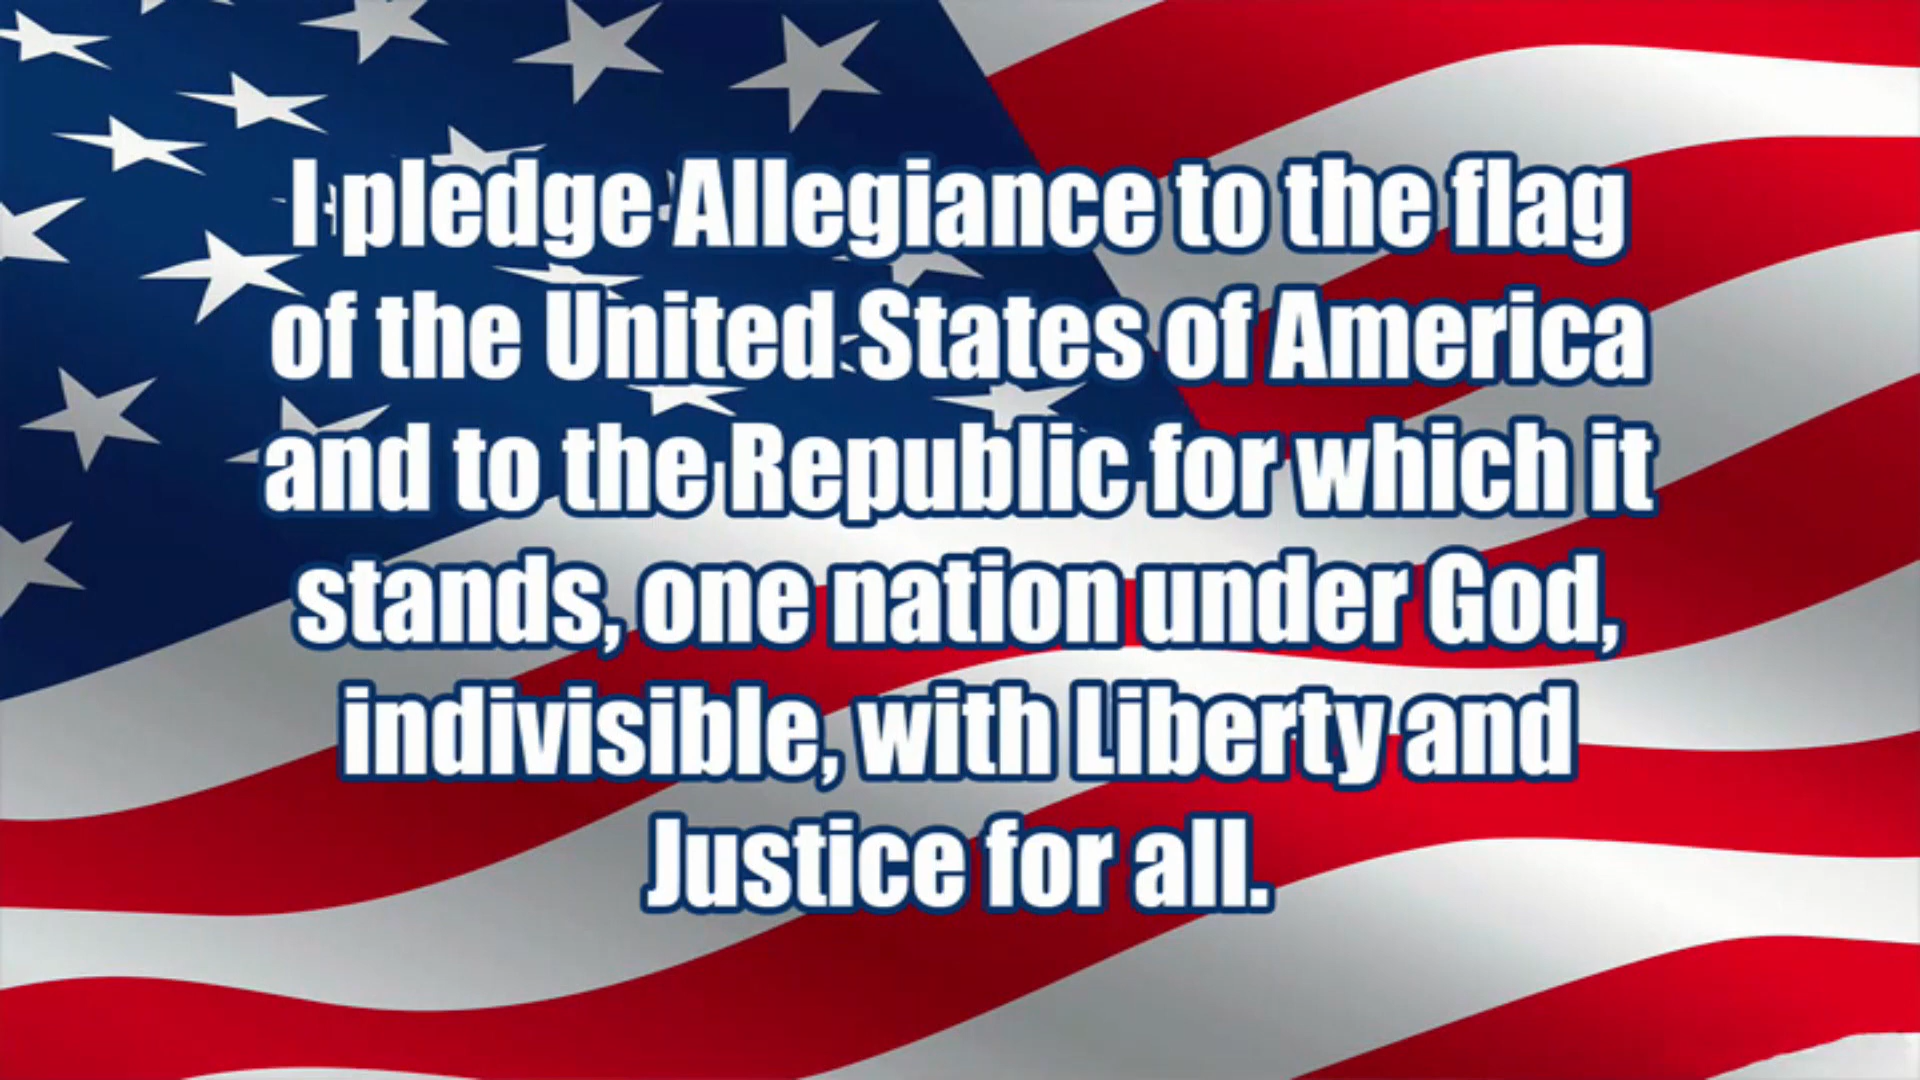 I pledge Allegiance to the flag
of the United States of America
and to the Republic for which it
stands, one nation under God,
indivisible, with Liberty and
Justice for all.